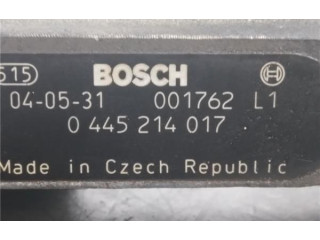 515
BOSCH
04-05-31 001762 L1
0 445 214 017
Made in Czech Republic